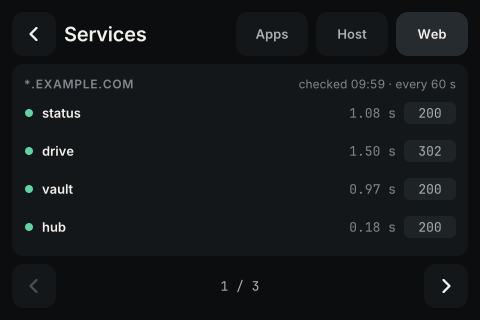 Services
Apps
Host
Web
*.EXAMPLE.COM
checked 09:59 · every 60 s
status 1.08 s 200
drive 1.50 s 302
vault 0.97 s 200
hub 0.18 s 200
1 / 3